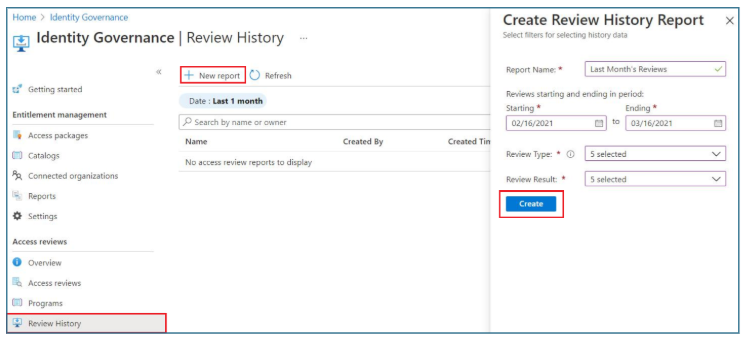 Home > Identity Governance
Identity Governance | Review History ...
Getting started
Entitlement management
Access packages
Catalogs
Connected organizations
Reports
Settings
Access reviews
Overview
Access reviews
Programs
Review History
«
+ New report Refresh
Date : Last 1 month
Search by name or owner
Name Created By Created Tim
No access review reports to display
Create Review History Report ×
Select filters for selecting history data
Report Name: * Last Month's Reviews
Reviews starting and ending in period:
Starting * Ending *
02/16/2021 to 03/16/2021
Review Type: * 5 selected
Review Result: * 5 selected
Create